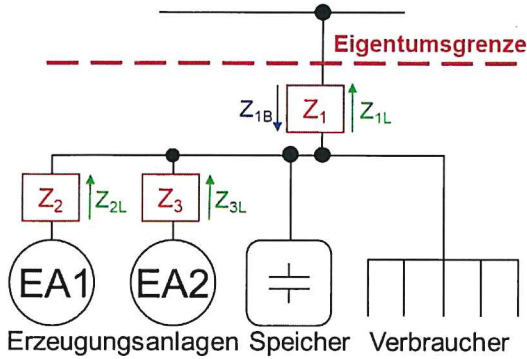 Eigentumsgrenze
Z1B Z1 Z1L
Z2 Z2L Z3 Z3L
EA1 EA2
Erzeugungsanlagen Speicher Verbraucher